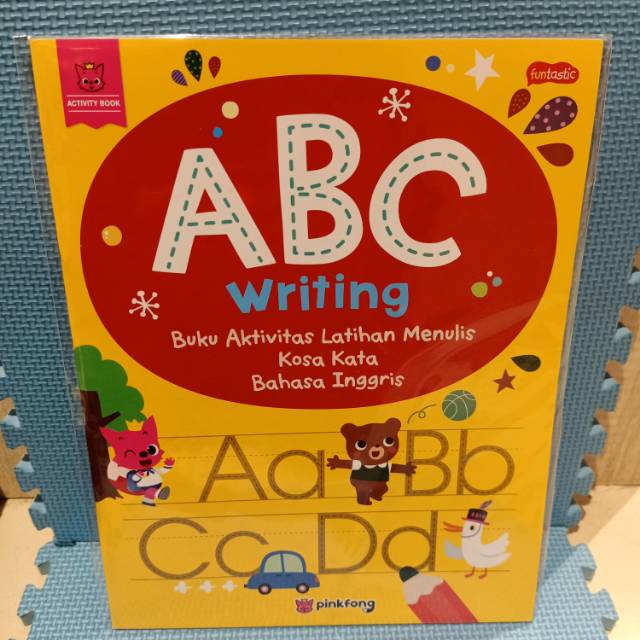 ACTIVITY BOOK
funtastic
ABC
Writing
Buku Aktivitas Latihan Menulis
Kosa Kata
Bahasa Inggris
Aa Bb
Cc Dd
pinkfong